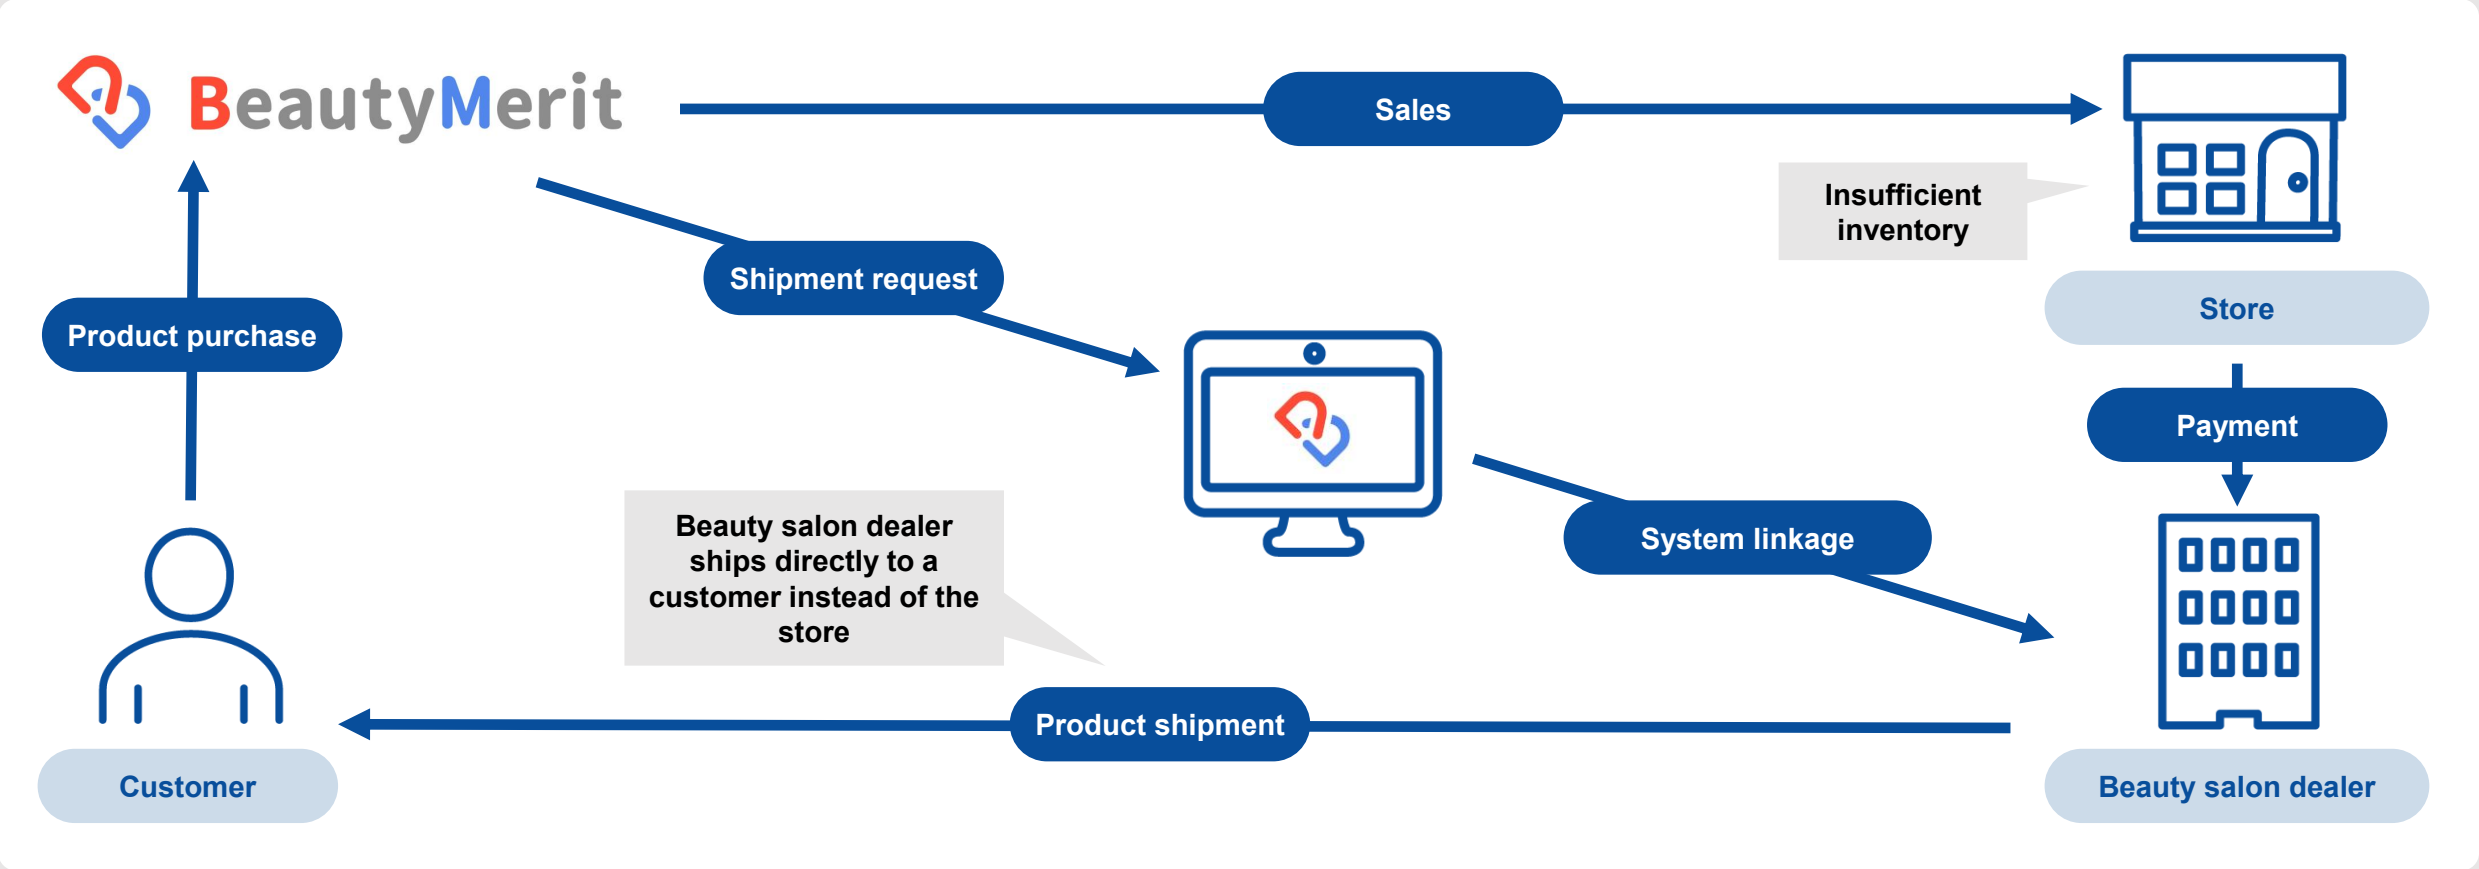 BeautyMerit
Sales
Insufficient
inventory
Shipment request
Store
Product purchase
Payment
Beauty salon dealer
ships directly to a
customer instead of the
store
System linkage
Product shipment
Customer
Beauty salon dealer